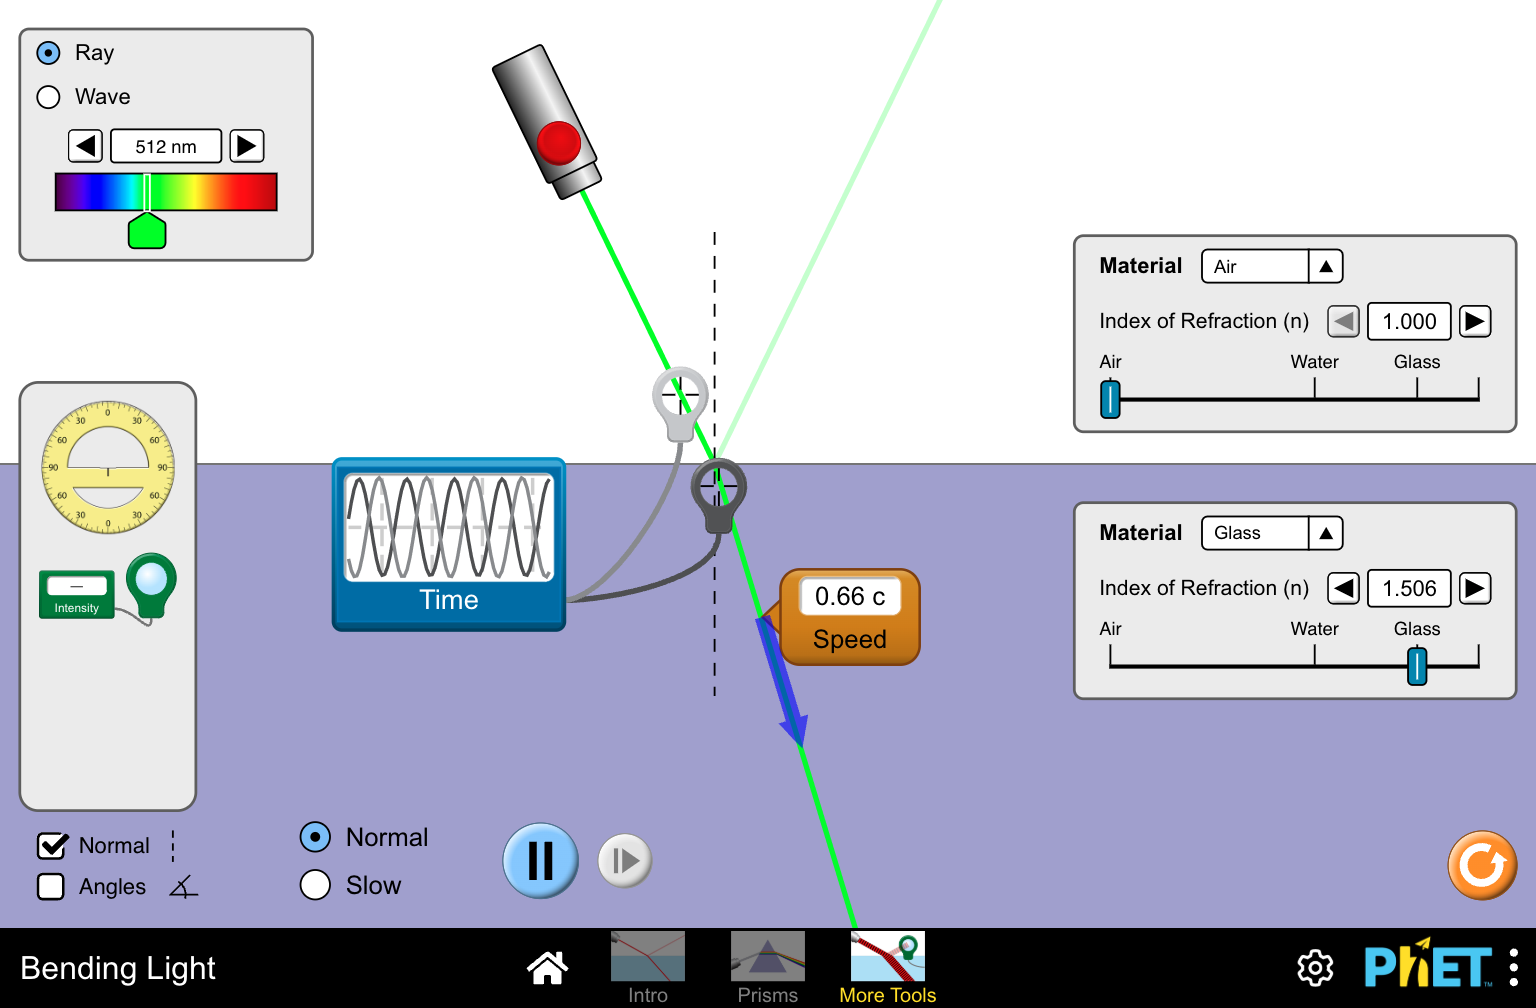 Ray
Wave
512 nm
Material Air
Index of Refraction (n) 1.000
Air Water Glass
0
30 30
60 60
90 90
60 60
30 30
0
—
Intensity
Time
0.66 c
Speed
Material Glass
Index of Refraction (n) 1.506
Air Water Glass
Normal
Angles
Normal
Slow
Bending Light
Intro
Prisms
More Tools
PhET™